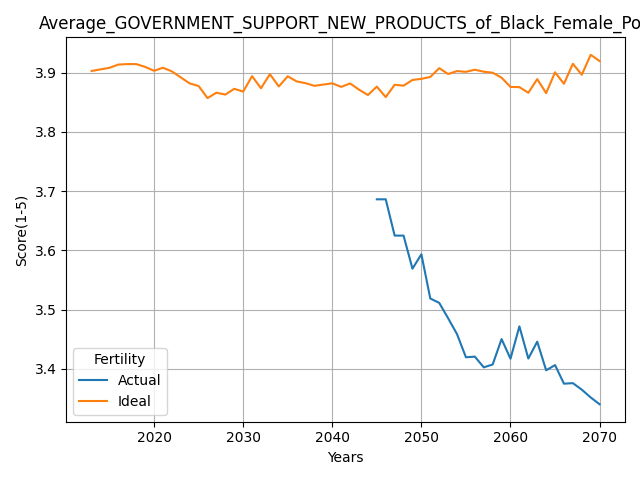 Average_GOVERNMENT_SUPPORT_NEW_PRODUCTS_of_Black_Female_Po
3.9
3.8
3.7
3.6
3.5
3.4
Score(1-5)
Fertility
Actual
Ideal
2020 2030 2040 2050 2060 2070
Years